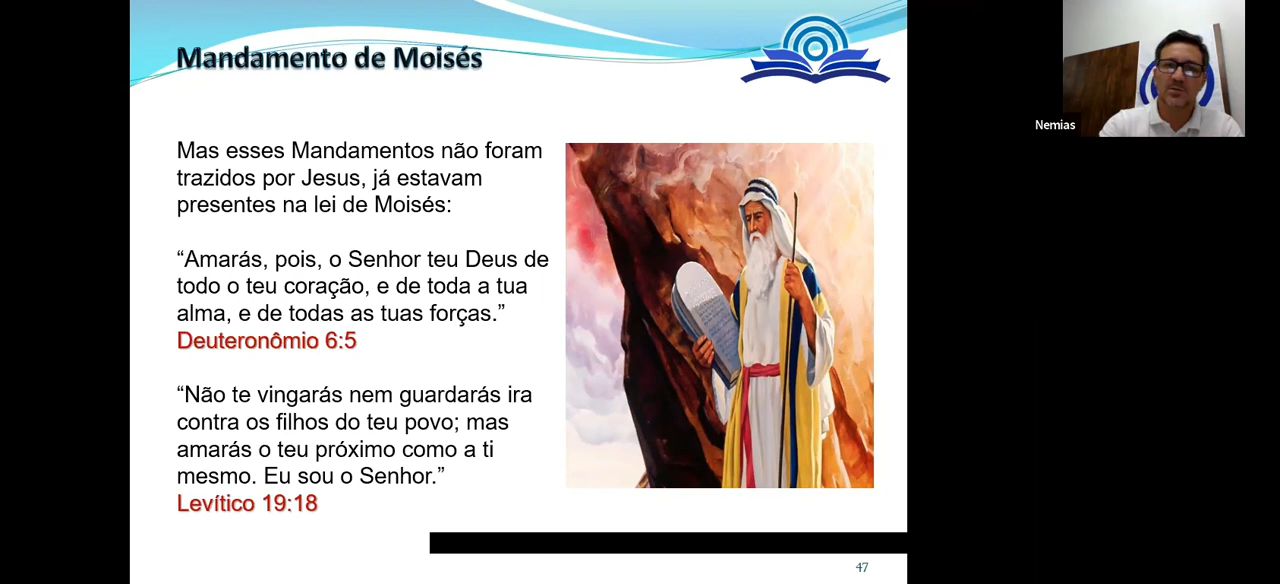 Mandamento de Moisés
Nemias
Mas esses Mandamentos não foram
trazidos por Jesus, já estavam
presentes na lei de Moisés:
“Amarás, pois, o Senhor teu Deus de
todo o teu coração, e de toda a tua
alma, e de todas as tuas forças.”
Deuteronômio 6:5
“Não te vingarás nem guardarás ira
contra os filhos do teu povo; mas
amarás o teu próximo como a ti
mesmo. Eu sou o Senhor.”
Levítico 19:18
47